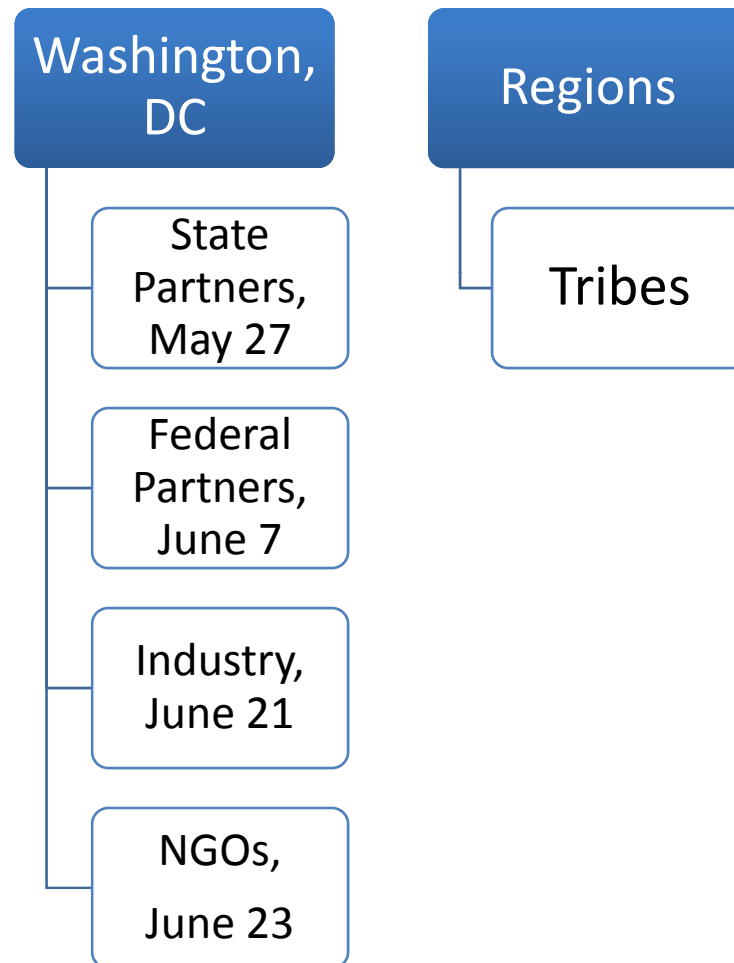 Washington,
DC
State
Partners,
May 27
Federal
Partners,
June 7
Industry,
June 21
NGOs,
June 23
Regions
Tribes